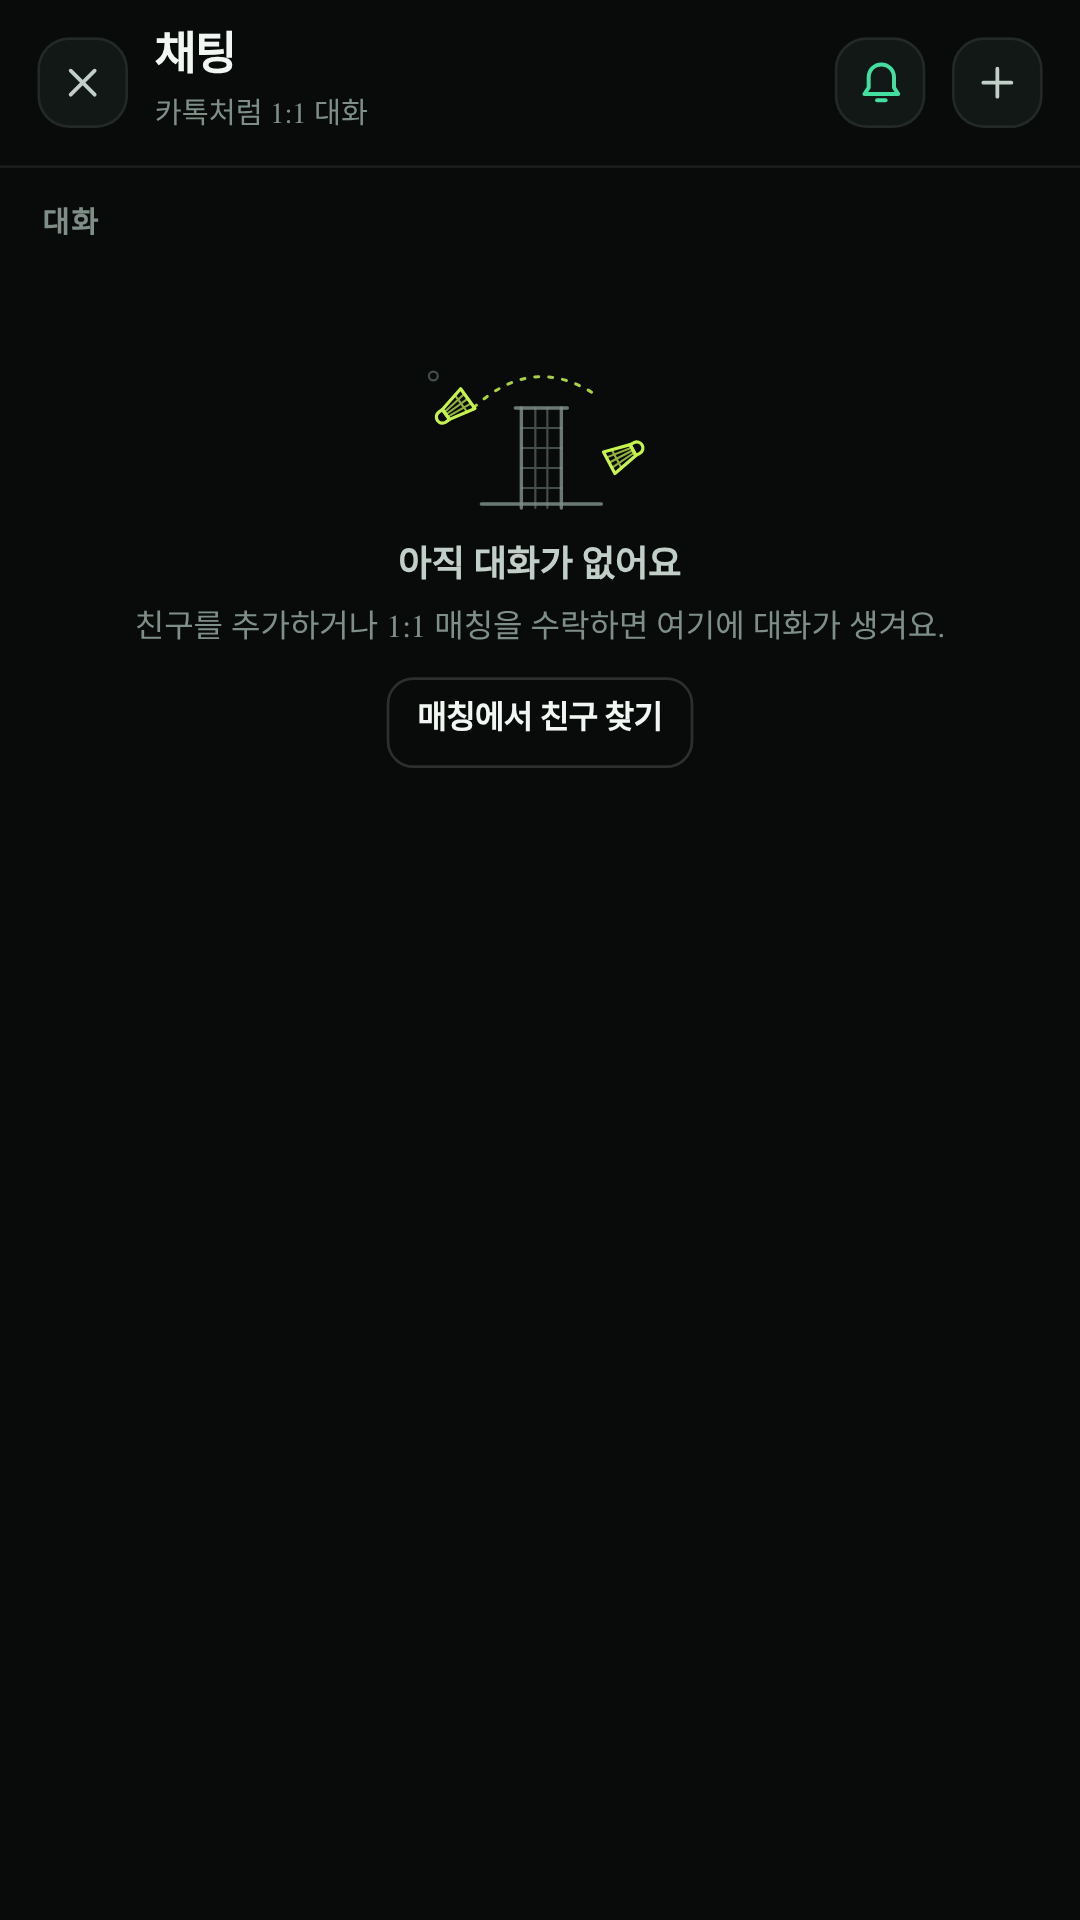 채팅
카톡처럼 1:1 대화
대화
아직 대화가 없어요
친구를 추가하거나 1:1 매칭을 수락하면 여기에 대화가 생겨요.
매칭에서 친구 찾기